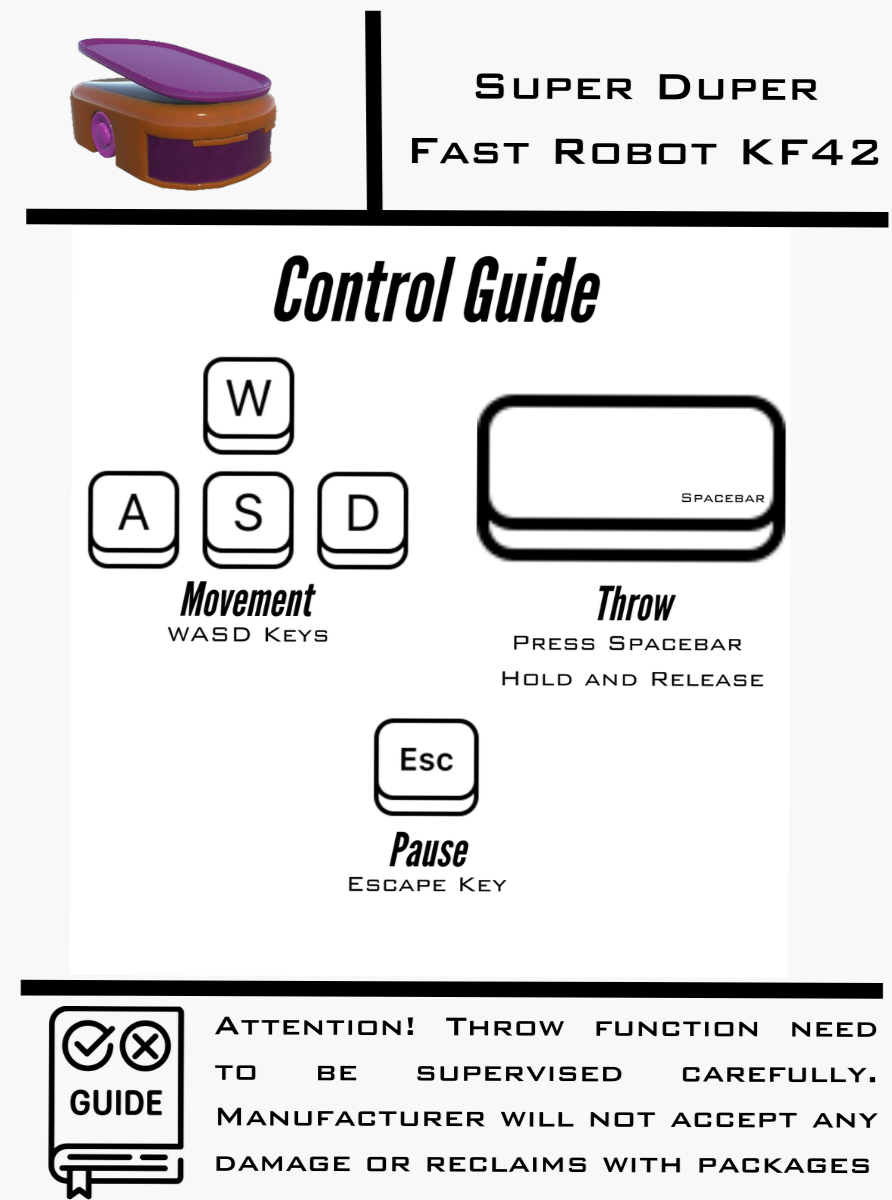 Super Duper
Fast Robot KF42
Control Guide
W
A S D
Spacebar
Movement
WASD Keys
Throw
Press Spacebar
Hold and Release
Esc
Pause
Escape Key
GUIDE
Attention! Throw function need
to be supervised carefully.
Manufacturer will not accept any
damage or reclaims with packages